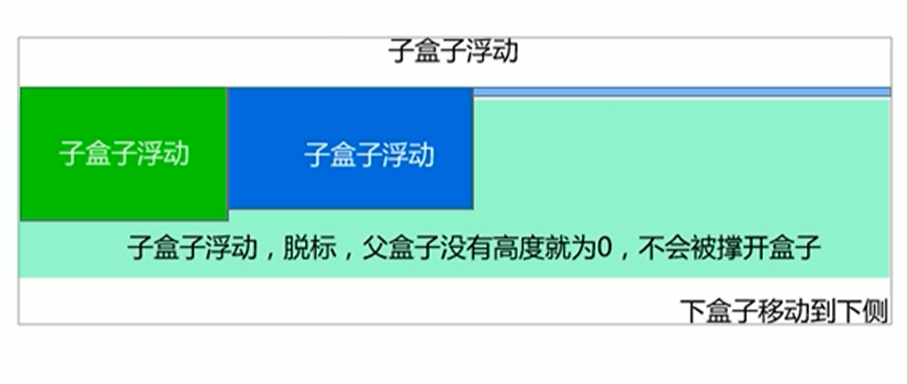 子盒子浮动
子盒子浮动
子盒子浮动
子盒子浮动，脱标，父盒子没有高度就为0，不会被撑开盒子
下盒子移动到下侧